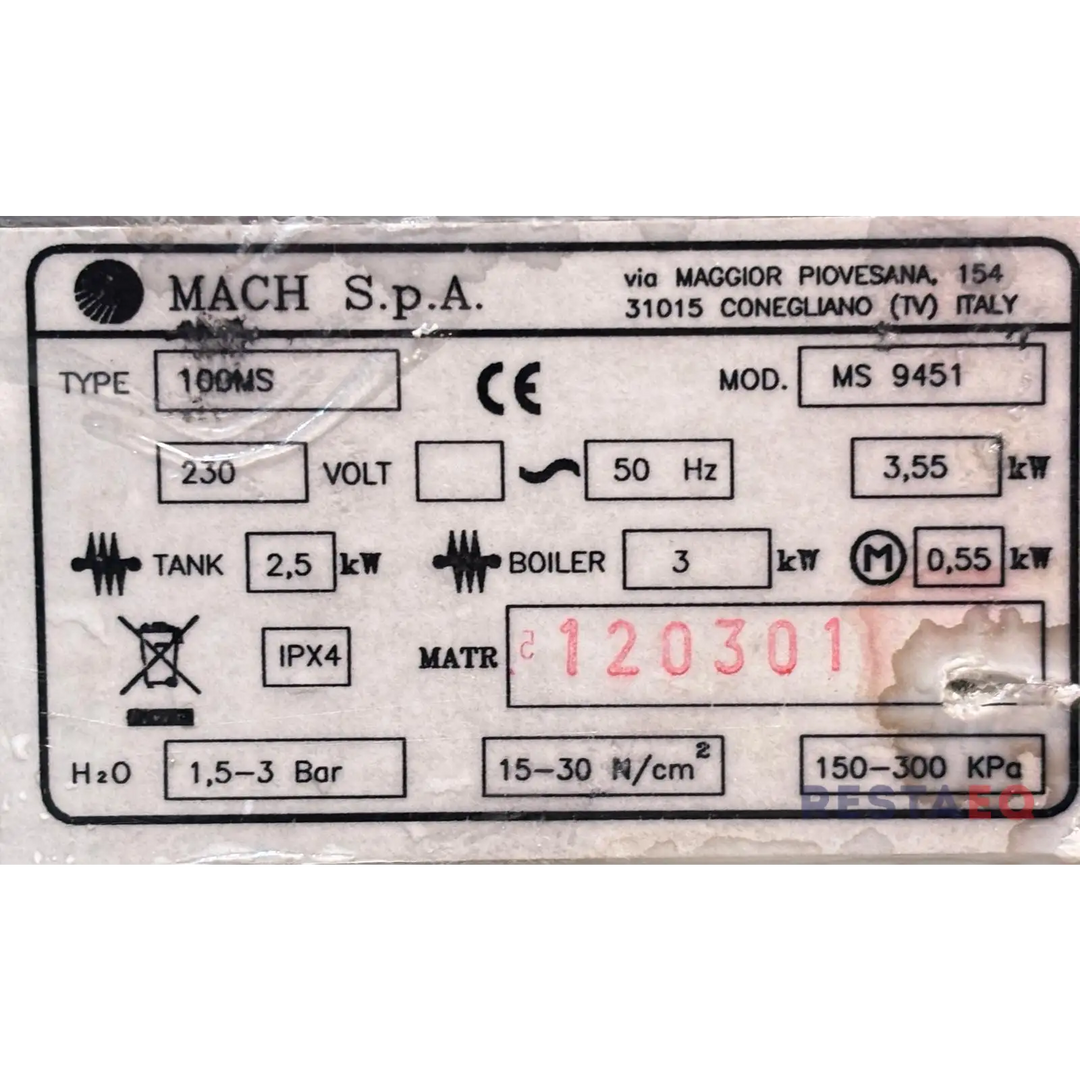 MACH S.p.A.
via MAGGIOR PIOVESANA, 154
31015 CONEGLIANO (TV) ITALY
TYPE 100MS CE MOD. MS 9451
230 VOLT ~ 50 Hz 3,55 kW
TANK 2,5 kW BOILER 3 kW M 0,55 kW
IPX4 MATR 120301
H2O 1,5-3 Bar 15-30 N/cm² 150-300 KPa
RESTAEQ